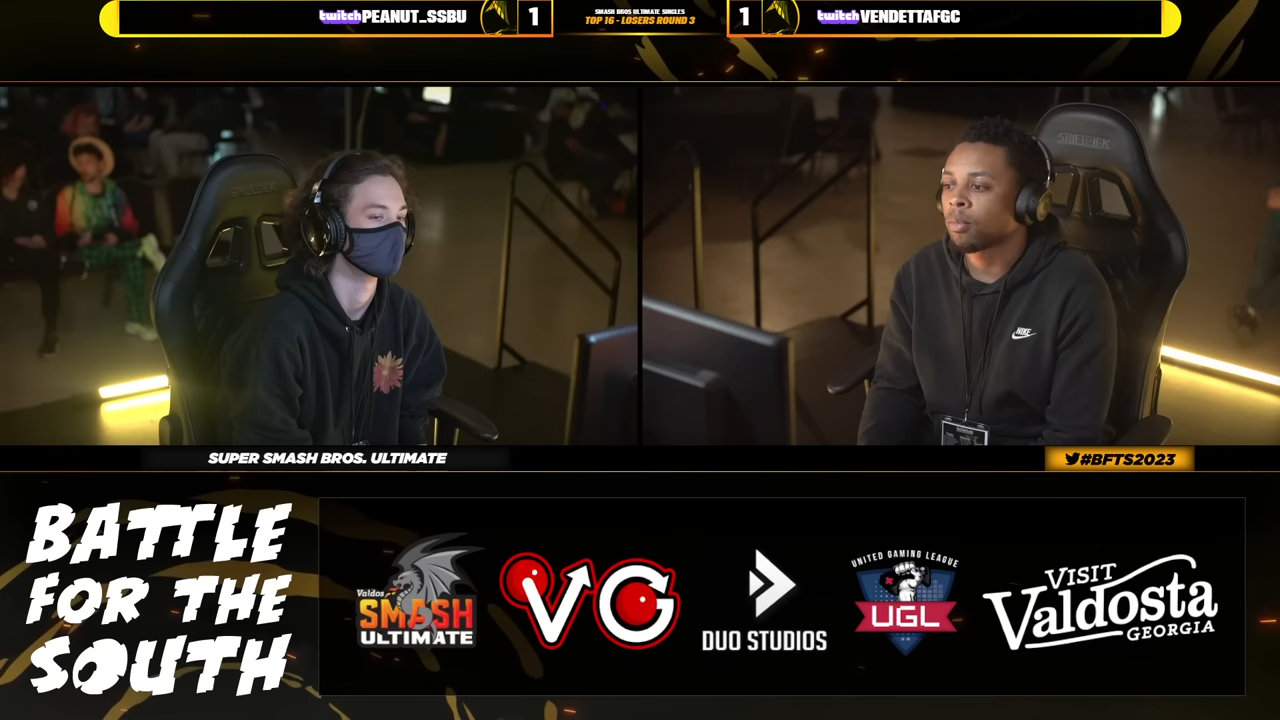 twitch PEANUT_SSBU
1
SMASH BROS ULTIMATE SINGLES
TOP 16 - LOSERS ROUND 3
1
twitch VENDETTAFGC
NIKE
SUPER SMASH BROS. ULTIMATE
#BFTS2023
BATTLE
FOR THE
SOUTH
Valdos
SMASH
ULTIMATE
VG
DUO STUDIOS
UNITED GAMING LEAGUE
UGL
VISIT
Valdosta
GEORGIA